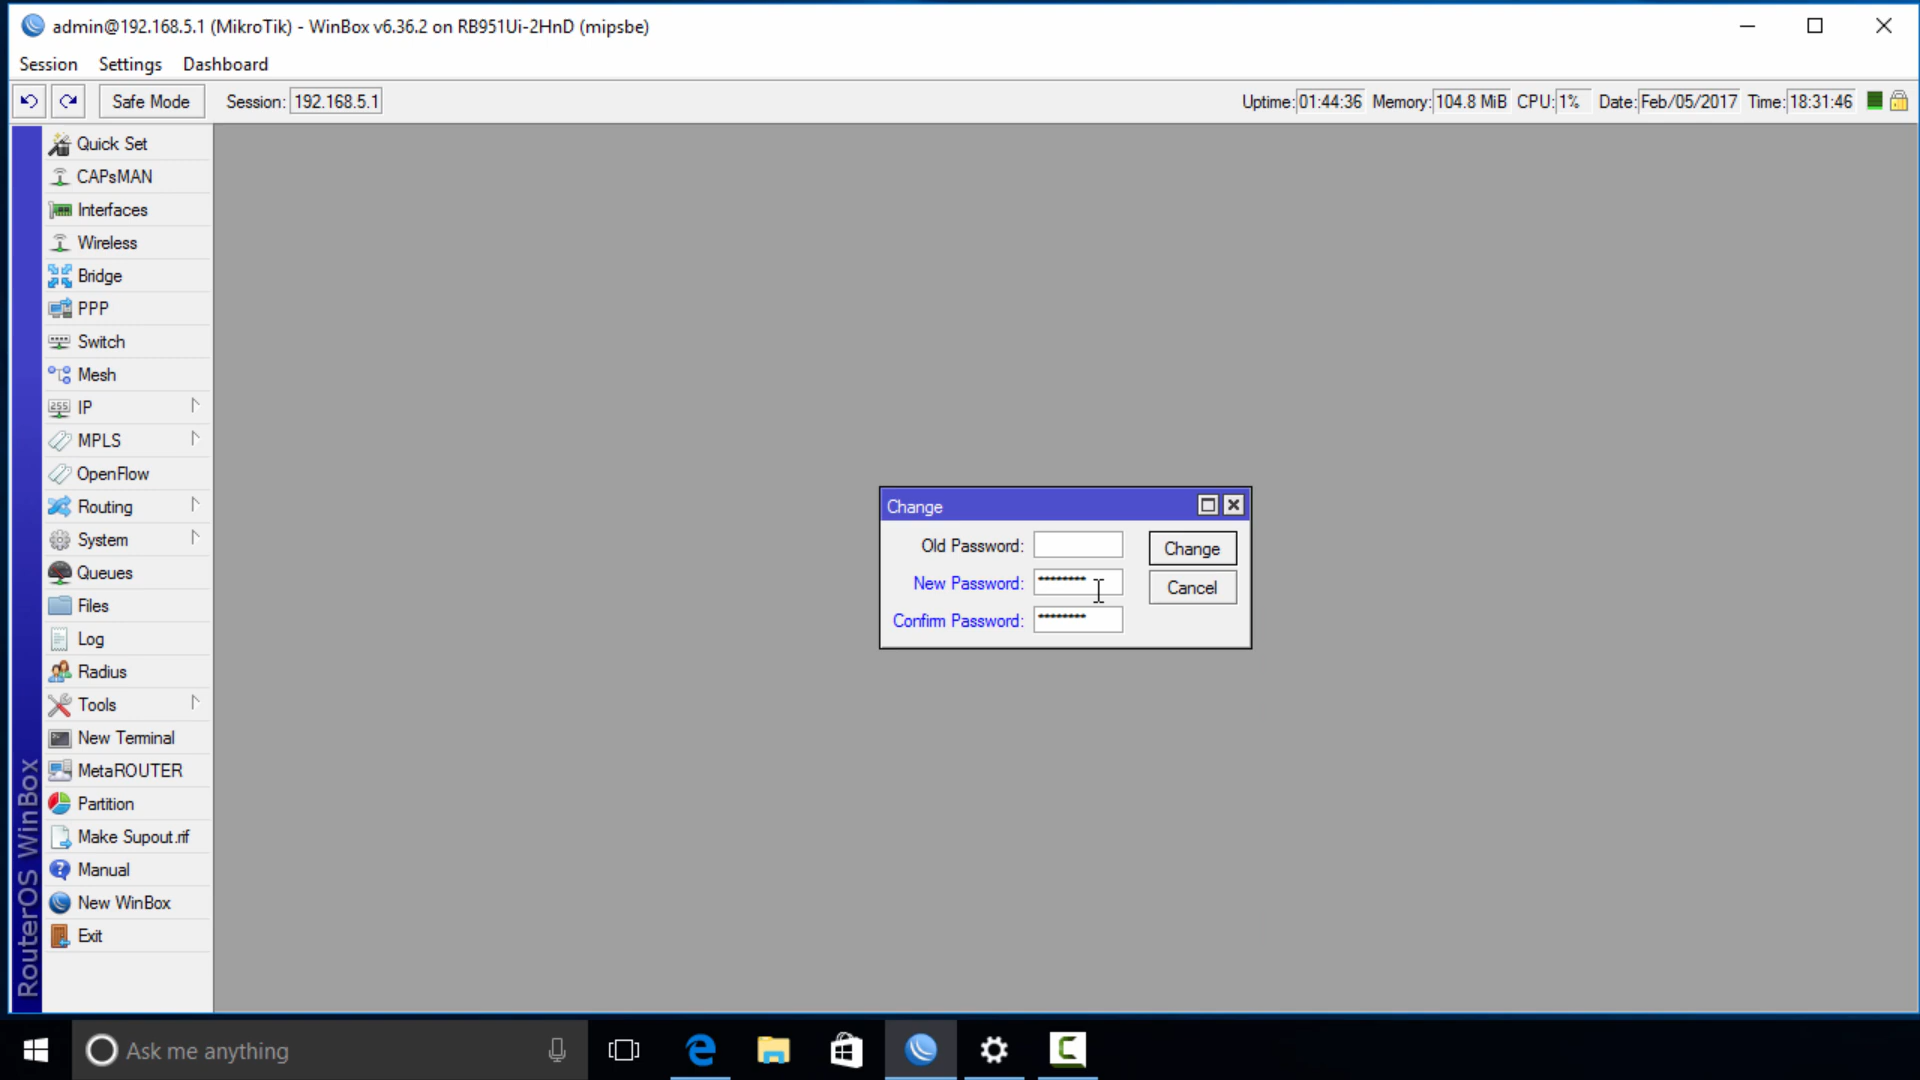 admin@192.168.5.1 (MikroTik) - WinBox v6.36.2 on RB951Ui-2HnD (mipsbe)
Session Settings Dashboard
Safe Mode Session: 192.168.5.1 Uptime: 01:44:36 Memory: 104.8 MiB CPU: 1% Date: Feb/05/2017 Time: 18:31:46
Quick Set
CAPsMAN
Interfaces
Wireless
Bridge
PPP
Switch
Mesh
255 IP
MPLS
OpenFlow
Routing
System
Queues
Files
Log
Radius
Tools
New Terminal
MetaROUTER
Partition
Make Supout.rif
Manual
New WinBox
Exit
RouterOS WinBox
Change
Old Password: Change
New Password: ******** Cancel
Confirm Password: ********
Ask me anything